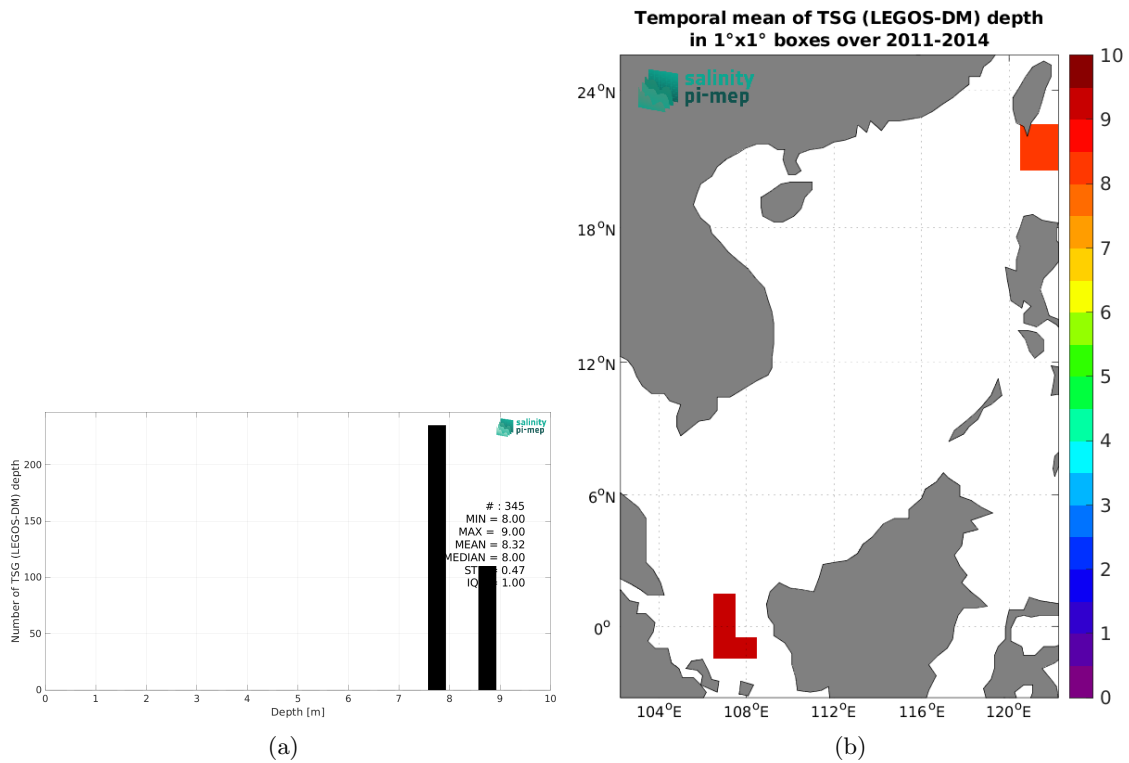 Temporal mean of TSG (LEGOS-DM) depth
in 1°x1° boxes over 2011-2014
salinity
pi-mep
24°N
18°N
12°N
6°N
0°
104°E
108°E
112°E
116°E
120°E
10
9
8
7
6
5
4
3
2
1
0
salinity
pi-mep
Number of TSG (LEGOS-DM) depth
200
150
100
50
0
# : 345
MIN = 8.00
MAX = 9.00
MEAN = 8.32
MEDIAN = 8.00
ST 0.47
IQ 1.00
0 1 2 3 4 5 6 7 8 9 10
Depth [m]
(a)
(b)